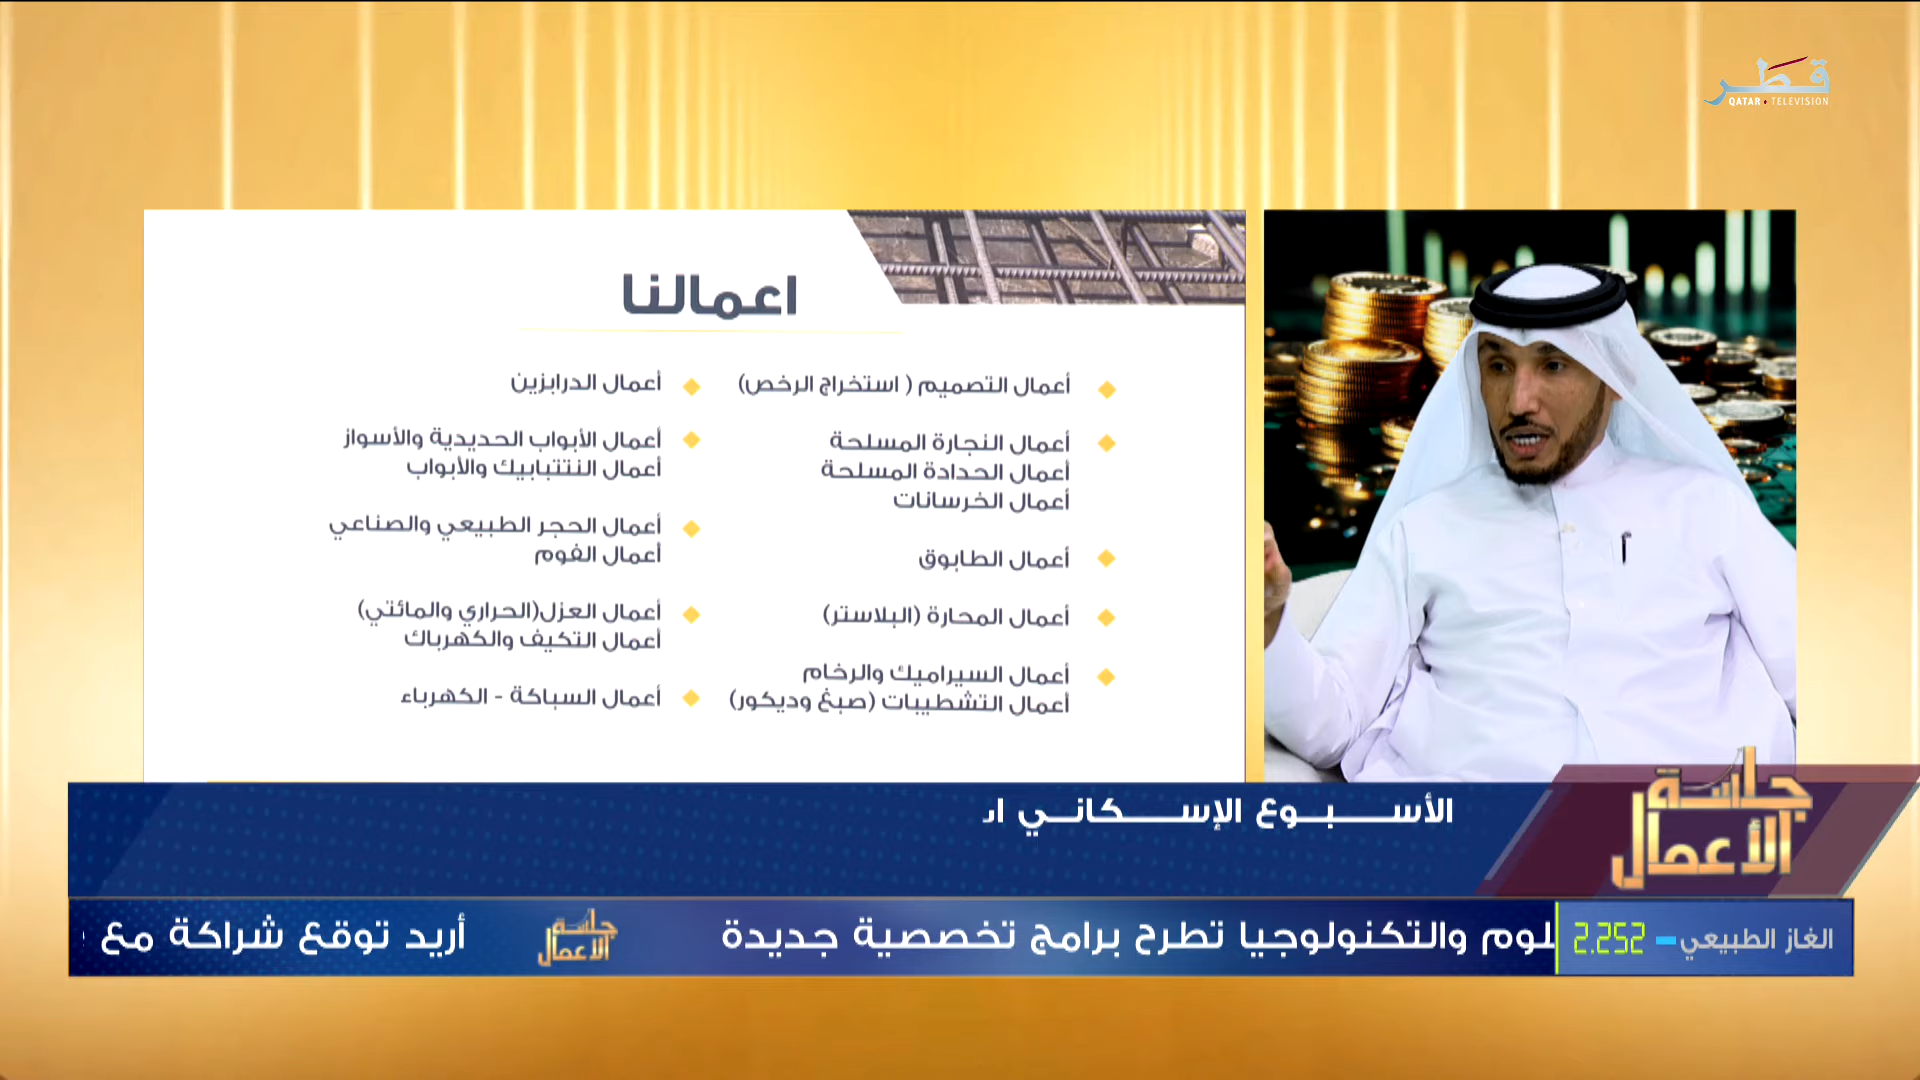 قطر
QATAR TELEVISION
اعمالنا
أعمال التصميم ( استخراج الرخص)
أعمال النجارة المسلحة
أعمال الحدادة المسلحة
أعمال الخرسانات
أعمال الطابوق
أعمال المحارة (البلاستر)
أعمال السيراميك والرخام
أعمال التشطيبات (صبغ وديكور)
أعمال الدرابزين
أعمال الأبواب الحديدية والأسواز
أعمال النتتبابيك والأبواب
أعمال الحجر الطبيعي والصناعي
أعمال الفوم
أعمال العزل(الحراري والمائتي)
أعمال التكيف والكهرباك
أعمال السباكة - الكهرباء
جلسة
الأعمال
الأسبوع الإسكاني
الغاز الطبيعي 2.252
لوم والتكنولوجيا تطرح برامج تخصصية جديدة
جلسة
الأعمال
أريد توقع شراكة مع